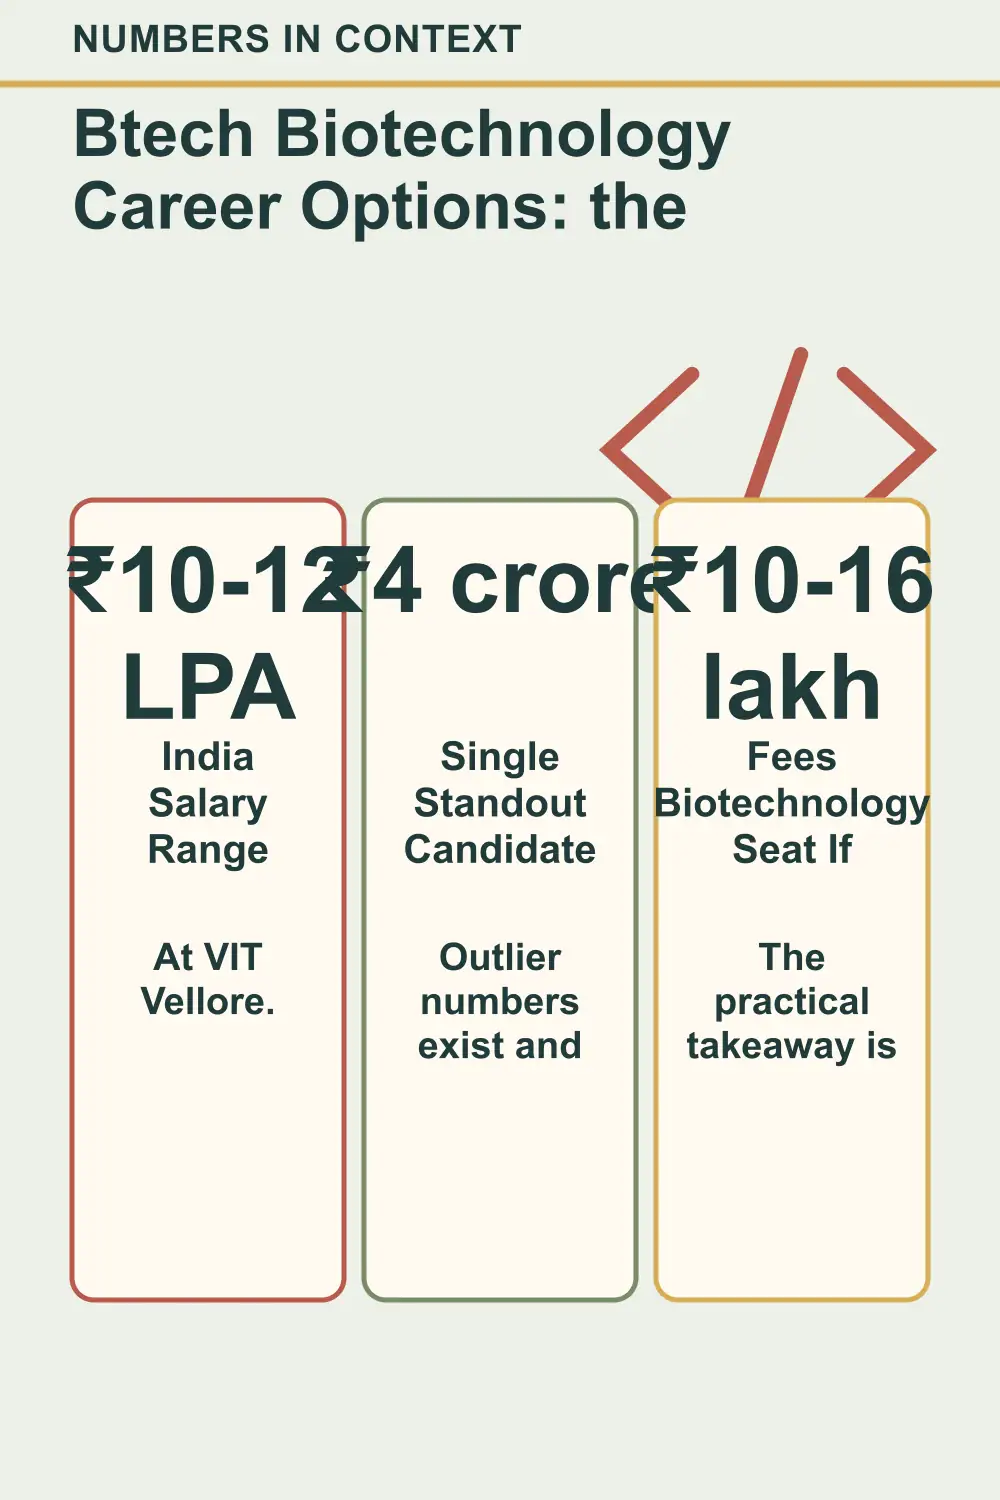 NUMBERS IN CONTEXT
Btech Biotechnology
Career Options: the
₹10-12
LPA
India
Salary
Range
At VIT
Vellore.
₹4 crore
Single
Standout
Candidate
Outlier
numbers
exist and
₹10-16
lakh
Fees
Biotechnology
Seat If
The
practical
takeaway is